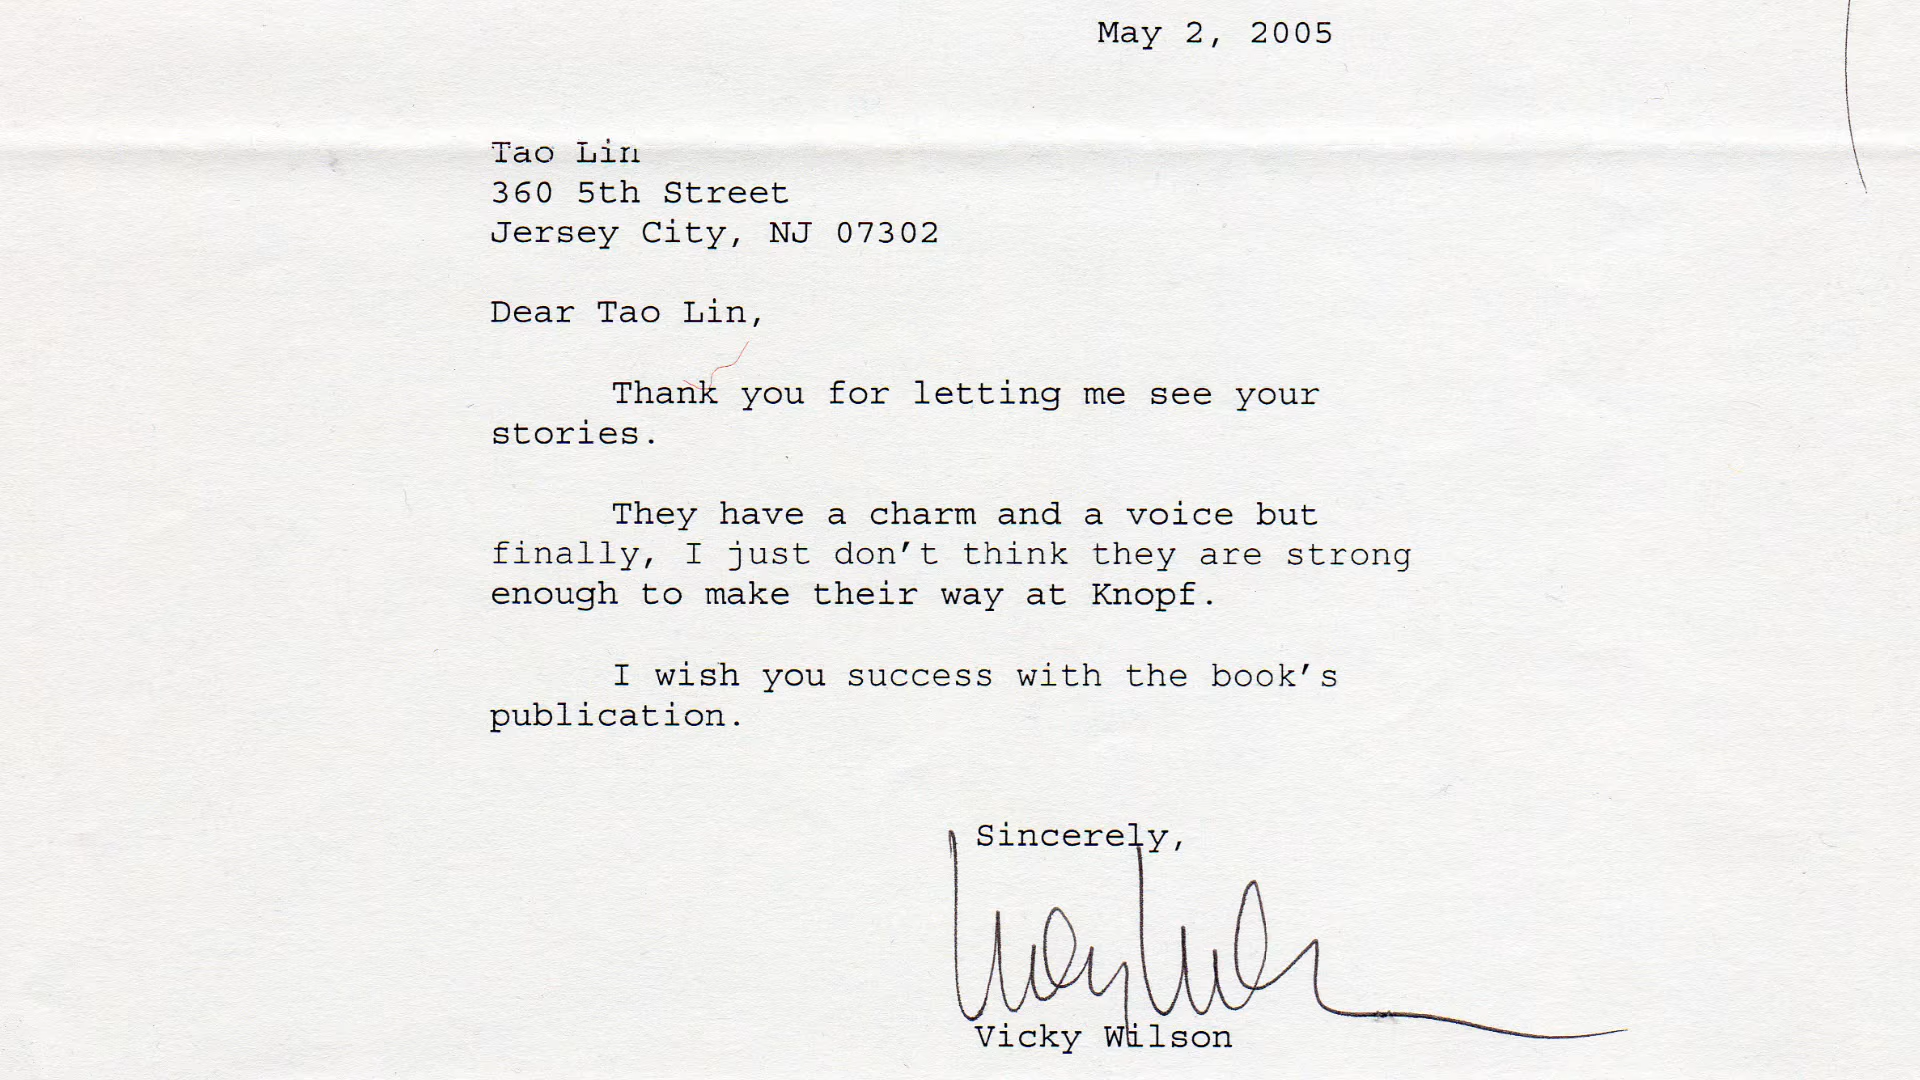 May 2, 2005
Tao Lin
360 5th Street
Jersey City, NJ 07302
Dear Tao Lin,
Thank you for letting me see your
stories.
They have a charm and a voice but
finally, I just don’t think they are strong
enough to make their way at Knopf.
I wish you success with the book’s
publication.
Sincerely,
Vicky Wilson